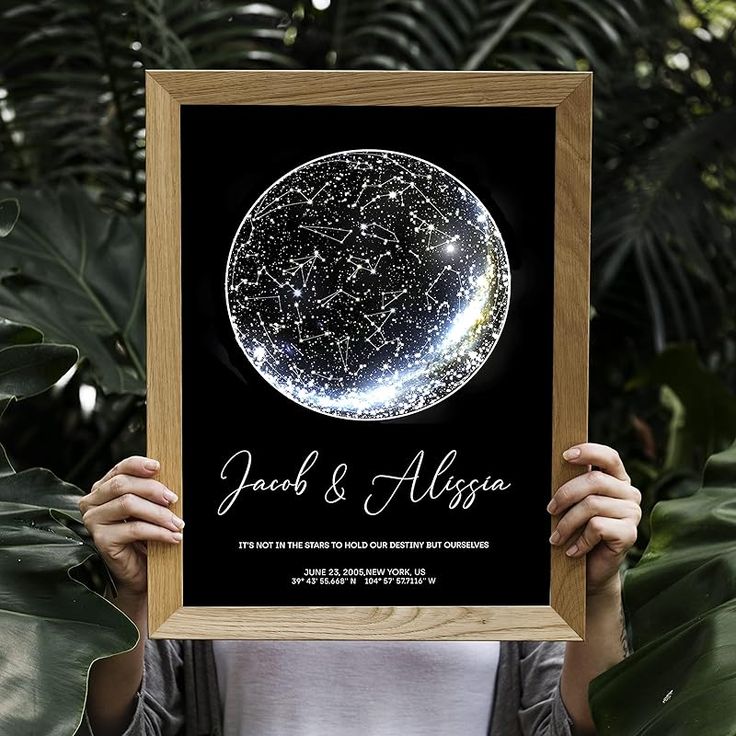 Jacob & Alissia
IT'S NOT IN THE STARS TO HOLD OUR DESTINY BUT OURSELVES
JUNE 23, 2005,NEW YORK, US
39° 43' 55.668" N 104° 57' 57.7116" W